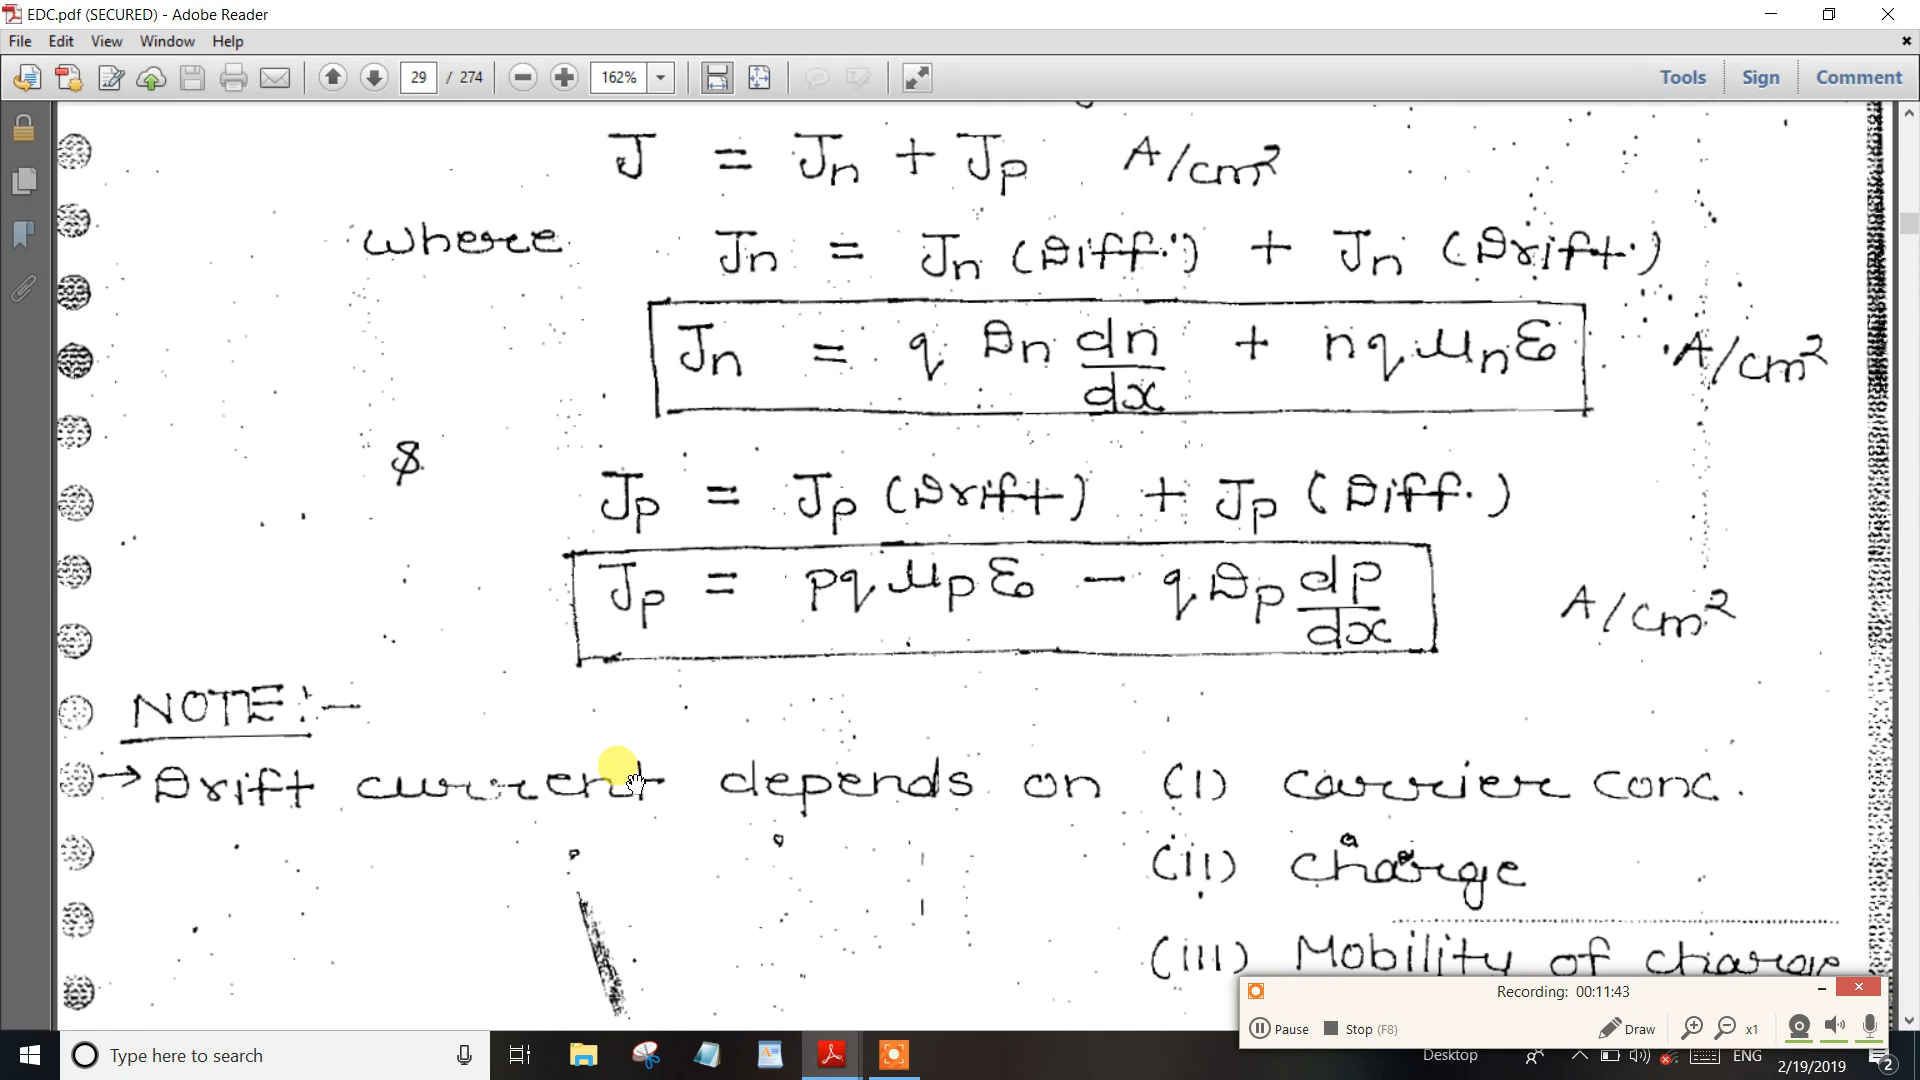 EDC.pdf (SECURED) - Adobe Reader
File Edit View Window Help
29 / 274 162% Tools Sign Comment
J = Jn + Jp A/cm²
where Jn = Jn (Diff.) + Jn (Drift.)
Jn = q Dn dn/dx + nqμnε A/cm²
&
Jp = Jp (Drift) + Jp (Diff.)
Jp = pqμpε - qDp dp/dx A/cm²
NOTE:-
→Drift current depends on (i) carrier conc.
(ii) charge
(iii) Mobility of charge
Recording: 00:11:43
Pause Stop (F8) Draw x1
Type here to search Desktop ENG 2/19/2019 2